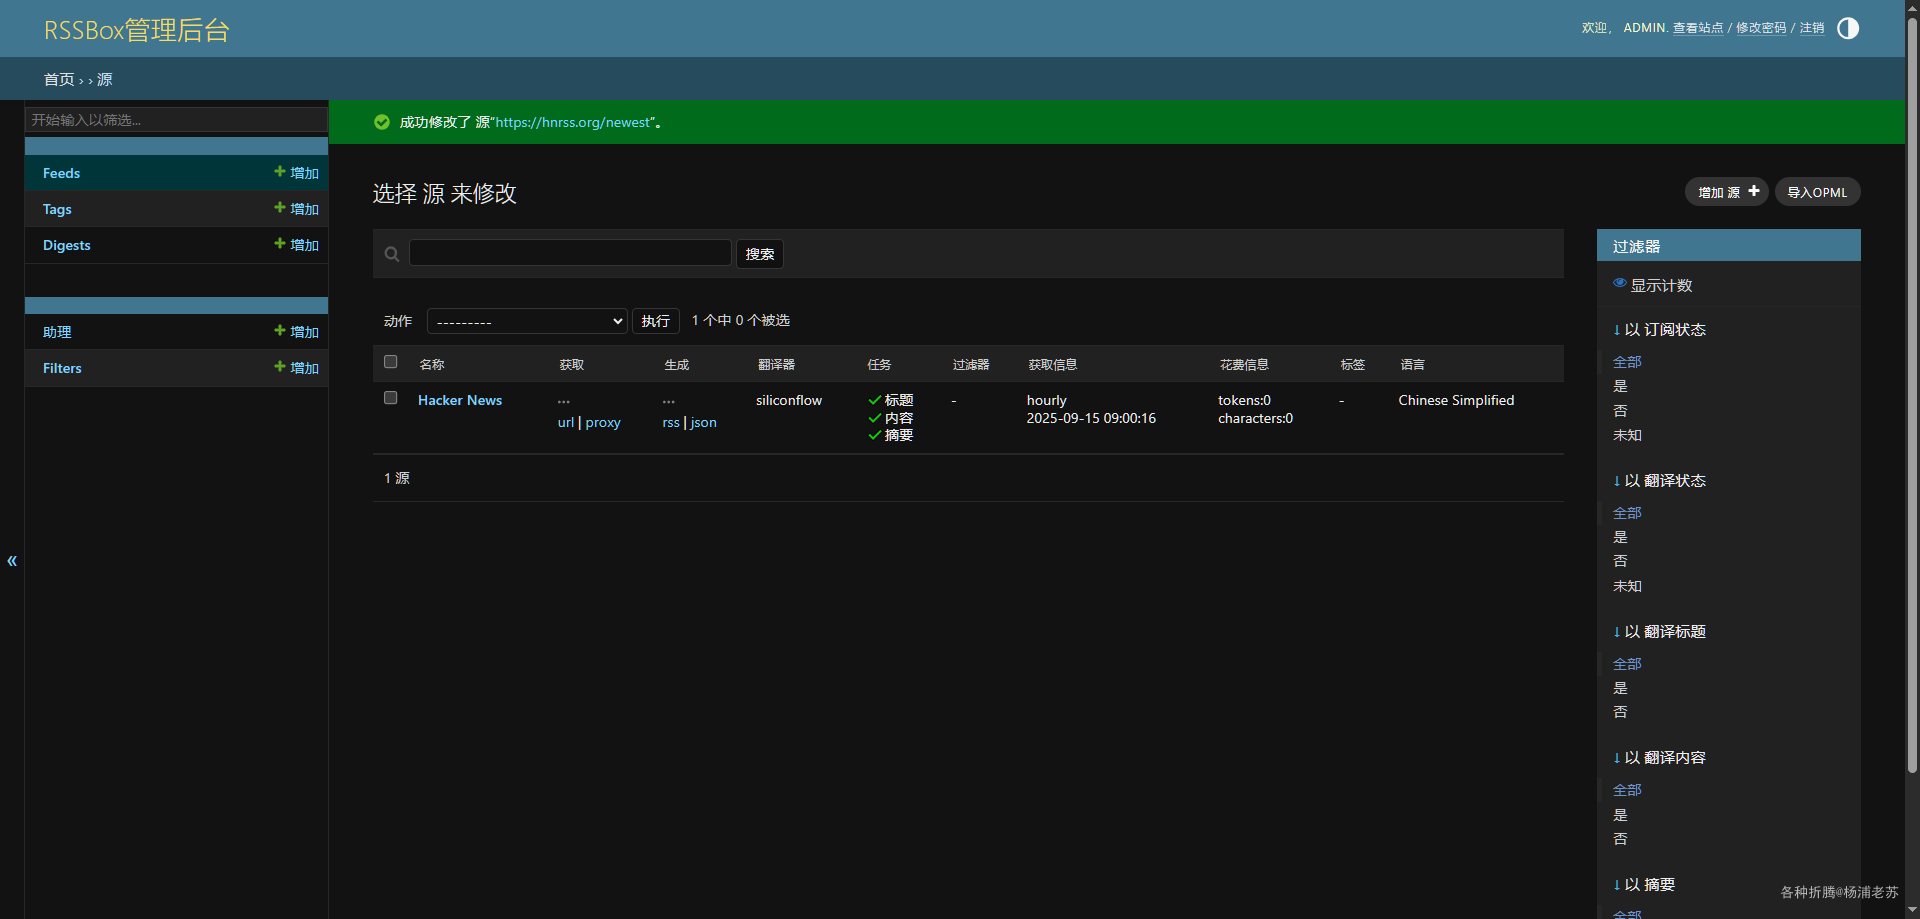 RSSBox管理后台
欢迎， ADMIN. 查看站点 / 修改密码 / 注销
首页 › › 源
开始输入以筛选...
Feeds
增加
Tags
增加
Digests
增加
助理
增加
Filters
增加
«
成功修改了 源“https://hnrss.org/newest”。
选择 源 来修改
增加 源
导入OPML
搜索
动作
---------
执行
1 个中 0 个被选
名称 获取 生成 翻译器 任务 过滤器 获取信息 花费信息 标签 语言
Hacker News ... ... siliconflow 标题 - hourly tokens:0 - Chinese Simplified
url | proxy rss | json 内容 2025-09-15 09:00:16 characters:0
摘要
1 源
过滤器
显示计数
↓ 以 订阅状态
全部
是
否
未知
↓ 以 翻译状态
全部
是
否
未知
↓ 以 翻译标题
全部
是
否
↓ 以 翻译内容
全部
是
否
↓ 以 摘要
全部
各种折腾@杨浦老苏